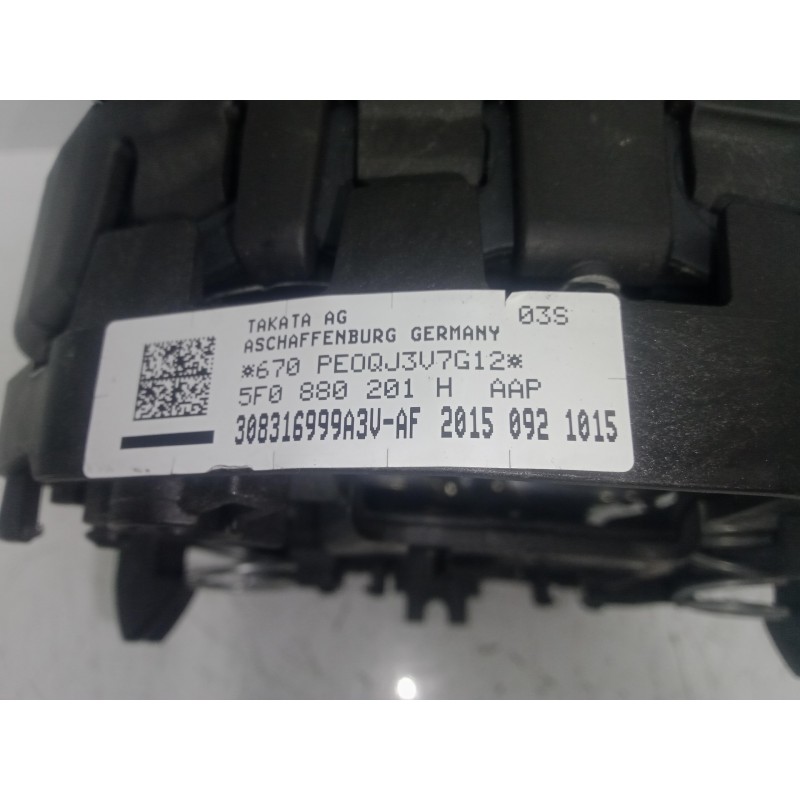 TAKATA AG 03S
ASCHAFFENBURG GERMANY
*670 PEOQJ3V7G12*
5F0 880 201 H AAP
308316999A3V-AF 2015 092 1015